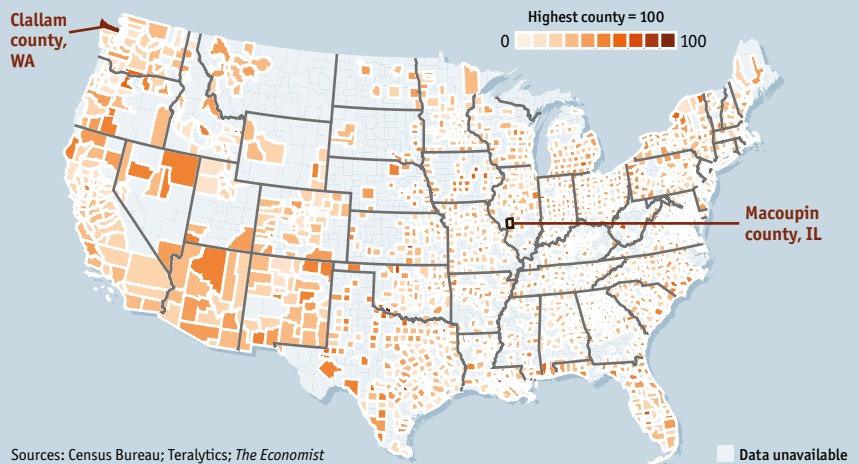 Clallam
county,
WA
Highest county = 100
0 100
Macoupin
county, IL
Sources: Census Bureau; Teralytics; The Economist
Data unavailable